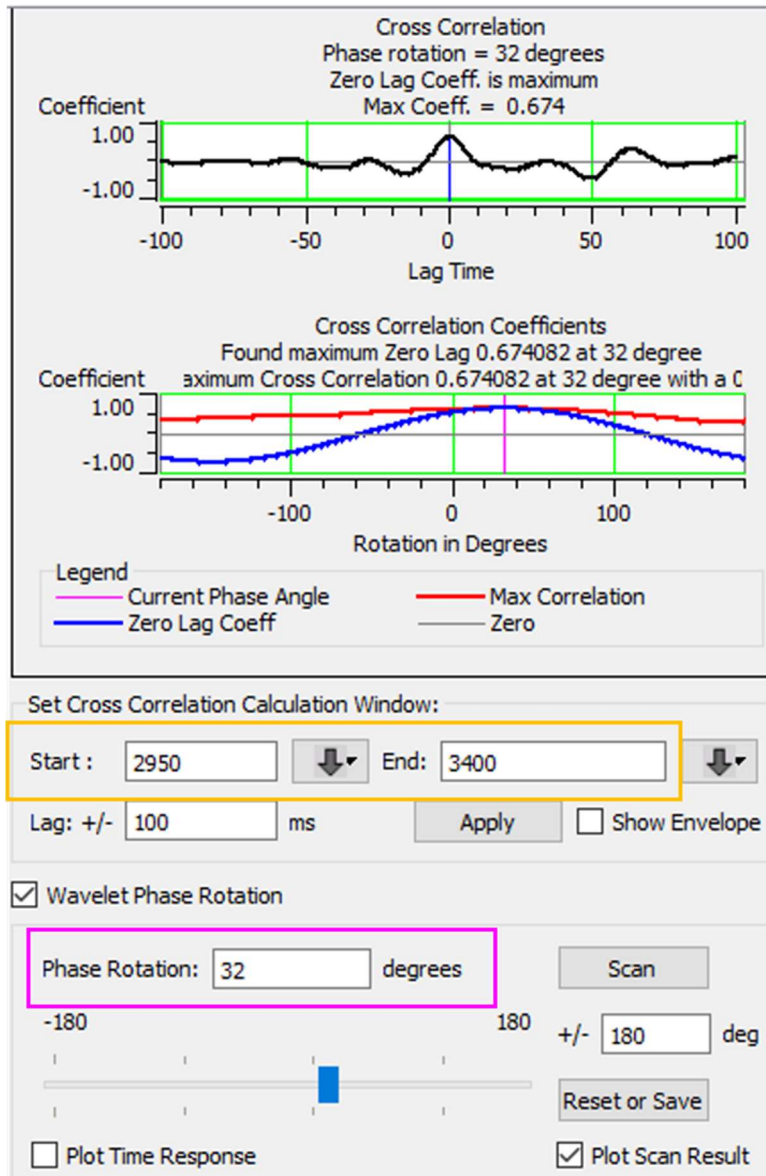 Cross Correlation
Phase rotation = 32 degrees
Zero Lag Coeff. is maximum
Coefficient Max Coeff. = 0.674
1.00
-1.00
-100 -50 0 50 100
Lag Time
Cross Correlation Coefficients
Found maximum Zero Lag 0.674082 at 32 degree
Coefficient aximum Cross Correlation 0.674082 at 32 degree with a 0
1.00
-1.00
-100 0 100
Rotation in Degrees
Legend
Current Phase Angle Max Correlation
Zero Lag Coeff Zero
Set Cross Correlation Calculation Window:
Start : 2950 End: 3400
Lag: +/- 100 ms Apply Show Envelope
Wavelet Phase Rotation
Phase Rotation: 32 degrees Scan
-180 180 +/- 180 deg
Reset or Save
Plot Time Response Plot Scan Result